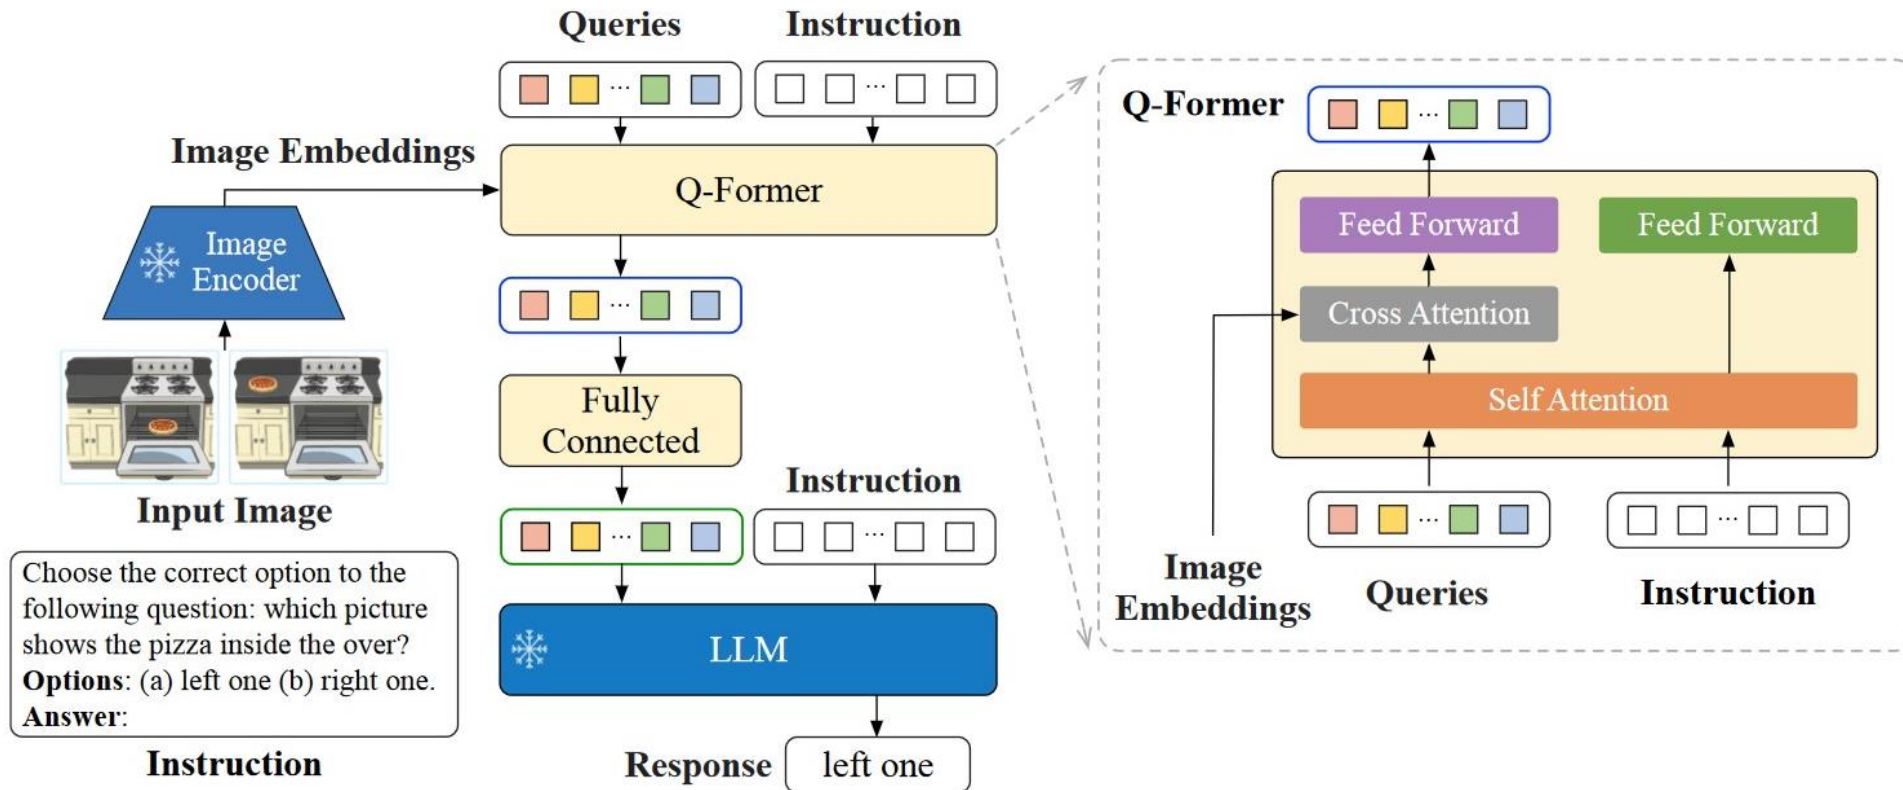 Queries
Instruction
...
...
Image Embeddings
Q-Former
Image
Encoder
...
Fully
Connected
Input Image
Instruction
...
...
Choose the correct option to the
following question: which picture
shows the pizza inside the over?
Options: (a) left one (b) right one.
Answer:
Instruction
LLM
Response
left one
Q-Former
...
Feed Forward
Feed Forward
Cross Attention
Self Attention
...
...
Image
Embeddings
Queries
Instruction